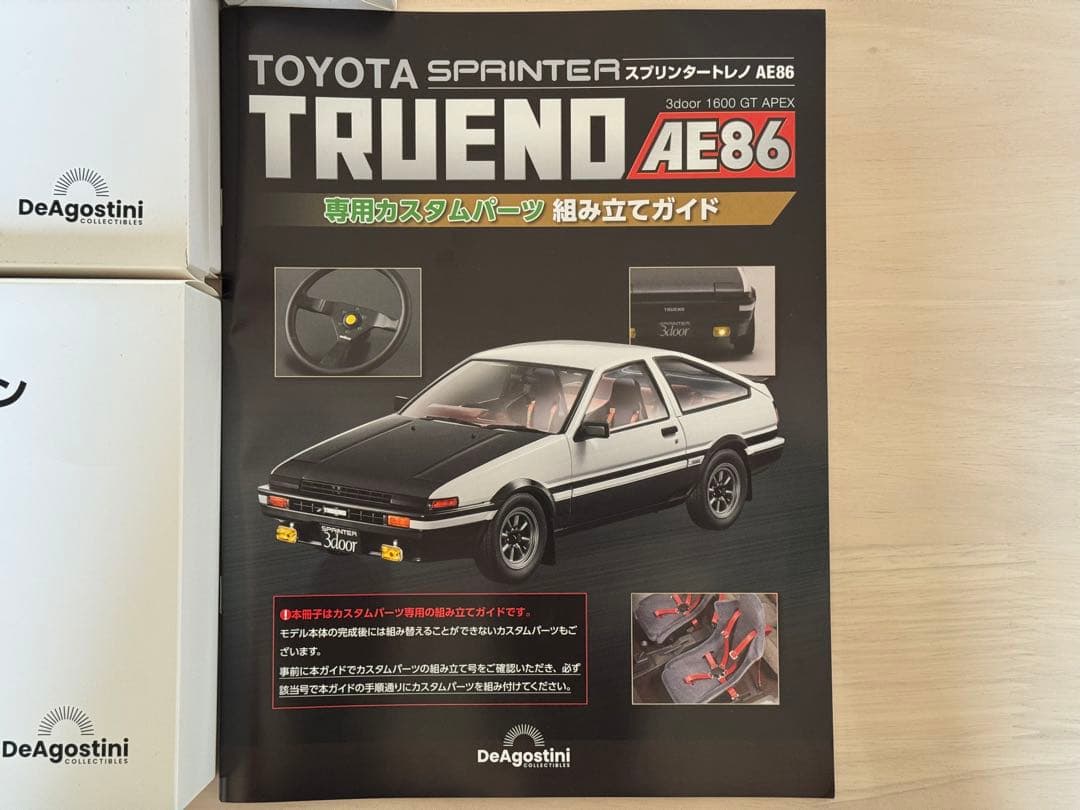 TOYOTA SPRINTER スプリンタートレノ AE86
3door 1600 GT APEX
TRUENO AE86
専用カスタムパーツ 組み立てガイド
TRUENO
SPRINTER
3door
SPRINTER
3door
!本冊子はカスタムパーツ専用の組み立てガイドです。
モデル本体の完成後には組み替えることができないカスタムパーツもご
ざいます。
事前に本ガイドでカスタムパーツの組み立て号をご確認いただき、必ず
該当号で本ガイドの手順通りにカスタムパーツを組み付けてください。
DeAgostini
COLLECTIBLES
DeAgostini
COLLECTIBLES
ン
DeAgostini
COLLECTIBLES